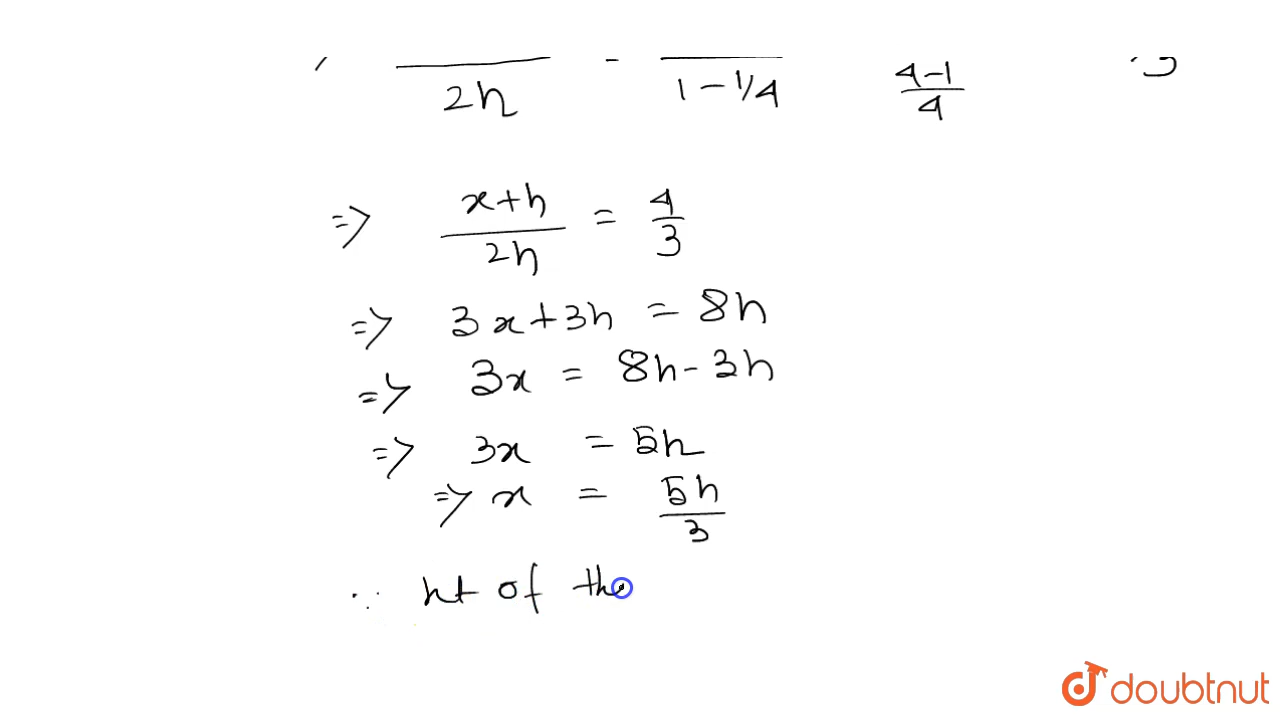 2h - 1-1/4 4-1/4
=> x+h/2h = 4/3
=> 3x+3h = 8h
=> 3x = 8h-3h
=> 3x = 5h
=> x = 5h/3
∵ ht of the
doubtnut